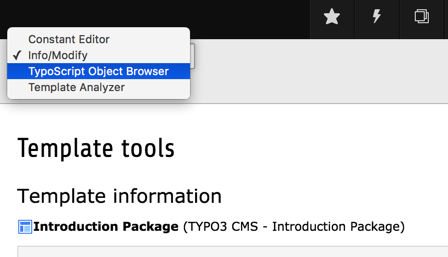 Constant Editor
✓ Info/Modify
TypoScript Object Browser
Template Analyzer
Template tools
Template information
Introduction Package (TYPO3 CMS - Introduction Package)